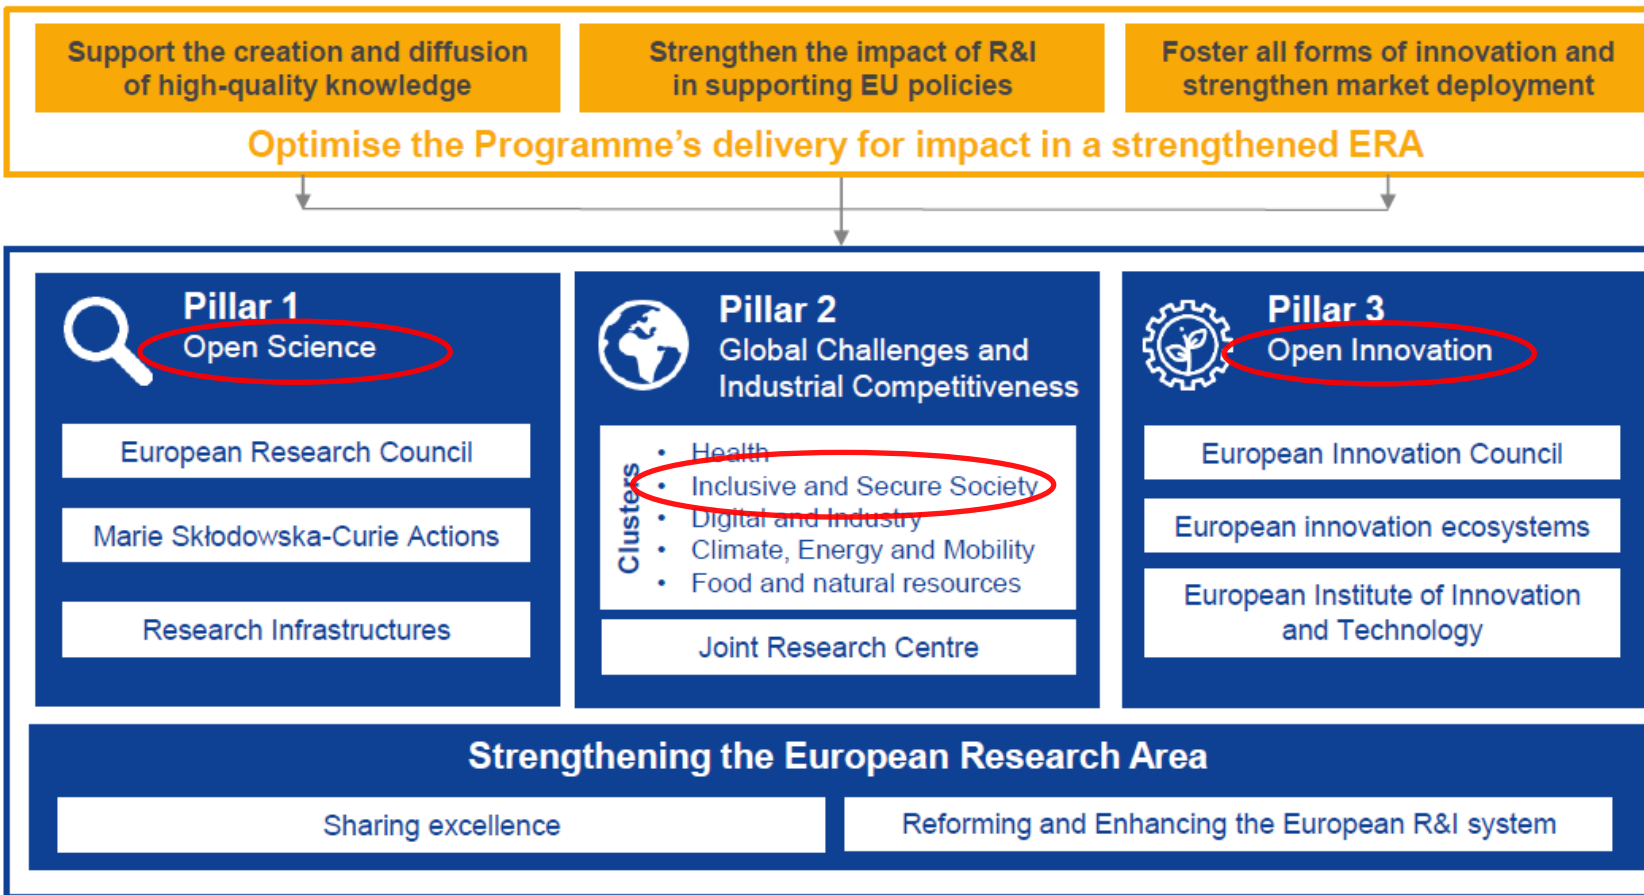 Support the creation and diffusion
of high-quality knowledge
Strengthen the impact of R&I
in supporting EU policies
Foster all forms of innovation and
strengthen market deployment
Optimise the Programme's delivery for impact in a strengthened ERA
Pillar 1
Open Science
European Research Council
Marie Skłodowska-Curie Actions
Research Infrastructures
Pillar 2
Global Challenges and
Industrial Competitiveness
Clusters
• Health
• Inclusive and Secure Society
• Digital and Industry
• Climate, Energy and Mobility
• Food and natural resources
Joint Research Centre
Pillar 3
Open Innovation
European Innovation Council
European innovation ecosystems
European Institute of Innovation
and Technology
Strengthening the European Research Area
Sharing excellence
Reforming and Enhancing the European R&I system